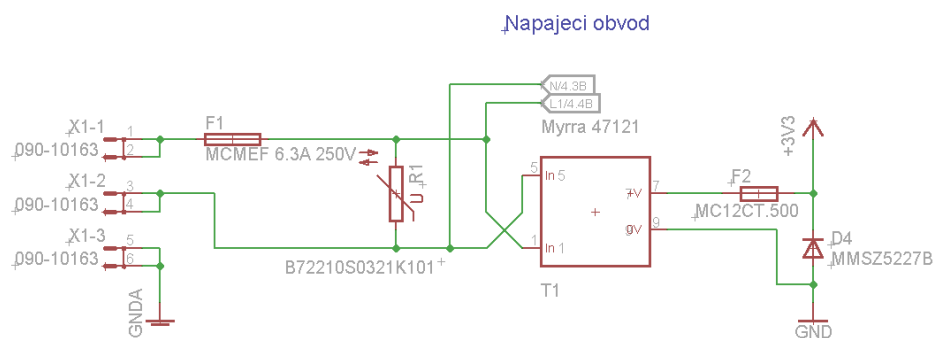 Napajeci obvod
N/4.3B
L1/4.4B
Myrra 47121
X1-1
090-10163
1
2
F1
MCMEF 6.3A 250V
R1
U
X1-2
090-10163
3
4
X1-3
090-10163
5
6
GNDA
B72210S0321K101
5
In 5
1
In 1
T1
7
9
0V
F2
MC12CT.500
+3V3
D4
MMSZ5227B
GND